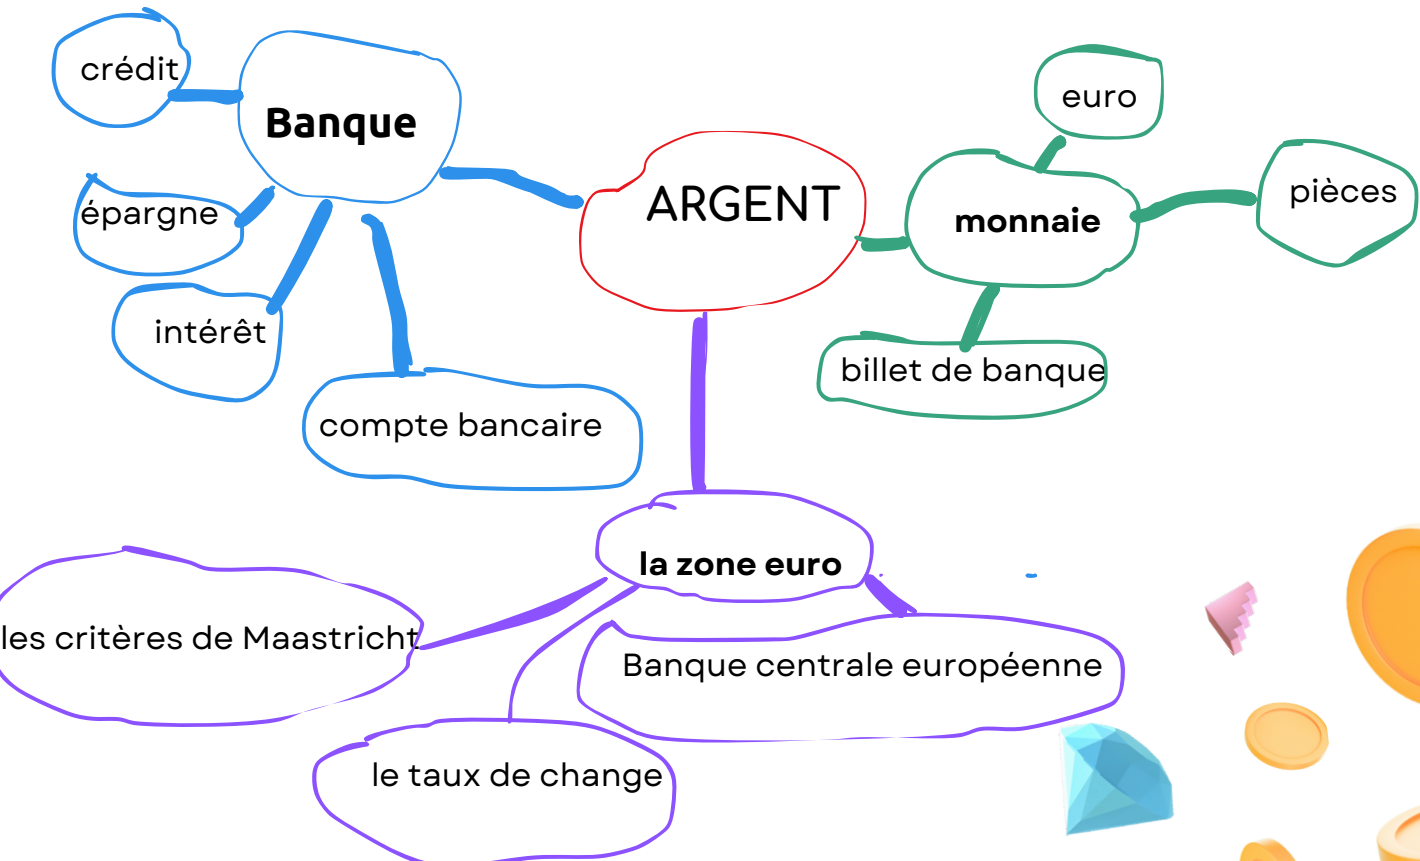 crédit
Banque
épargne
intérêt
compte bancaire
ARGENT
euro
monnaie
pièces
billet de banque
la zone euro
les critères de Maastricht
Banque centrale européenne
le taux de change